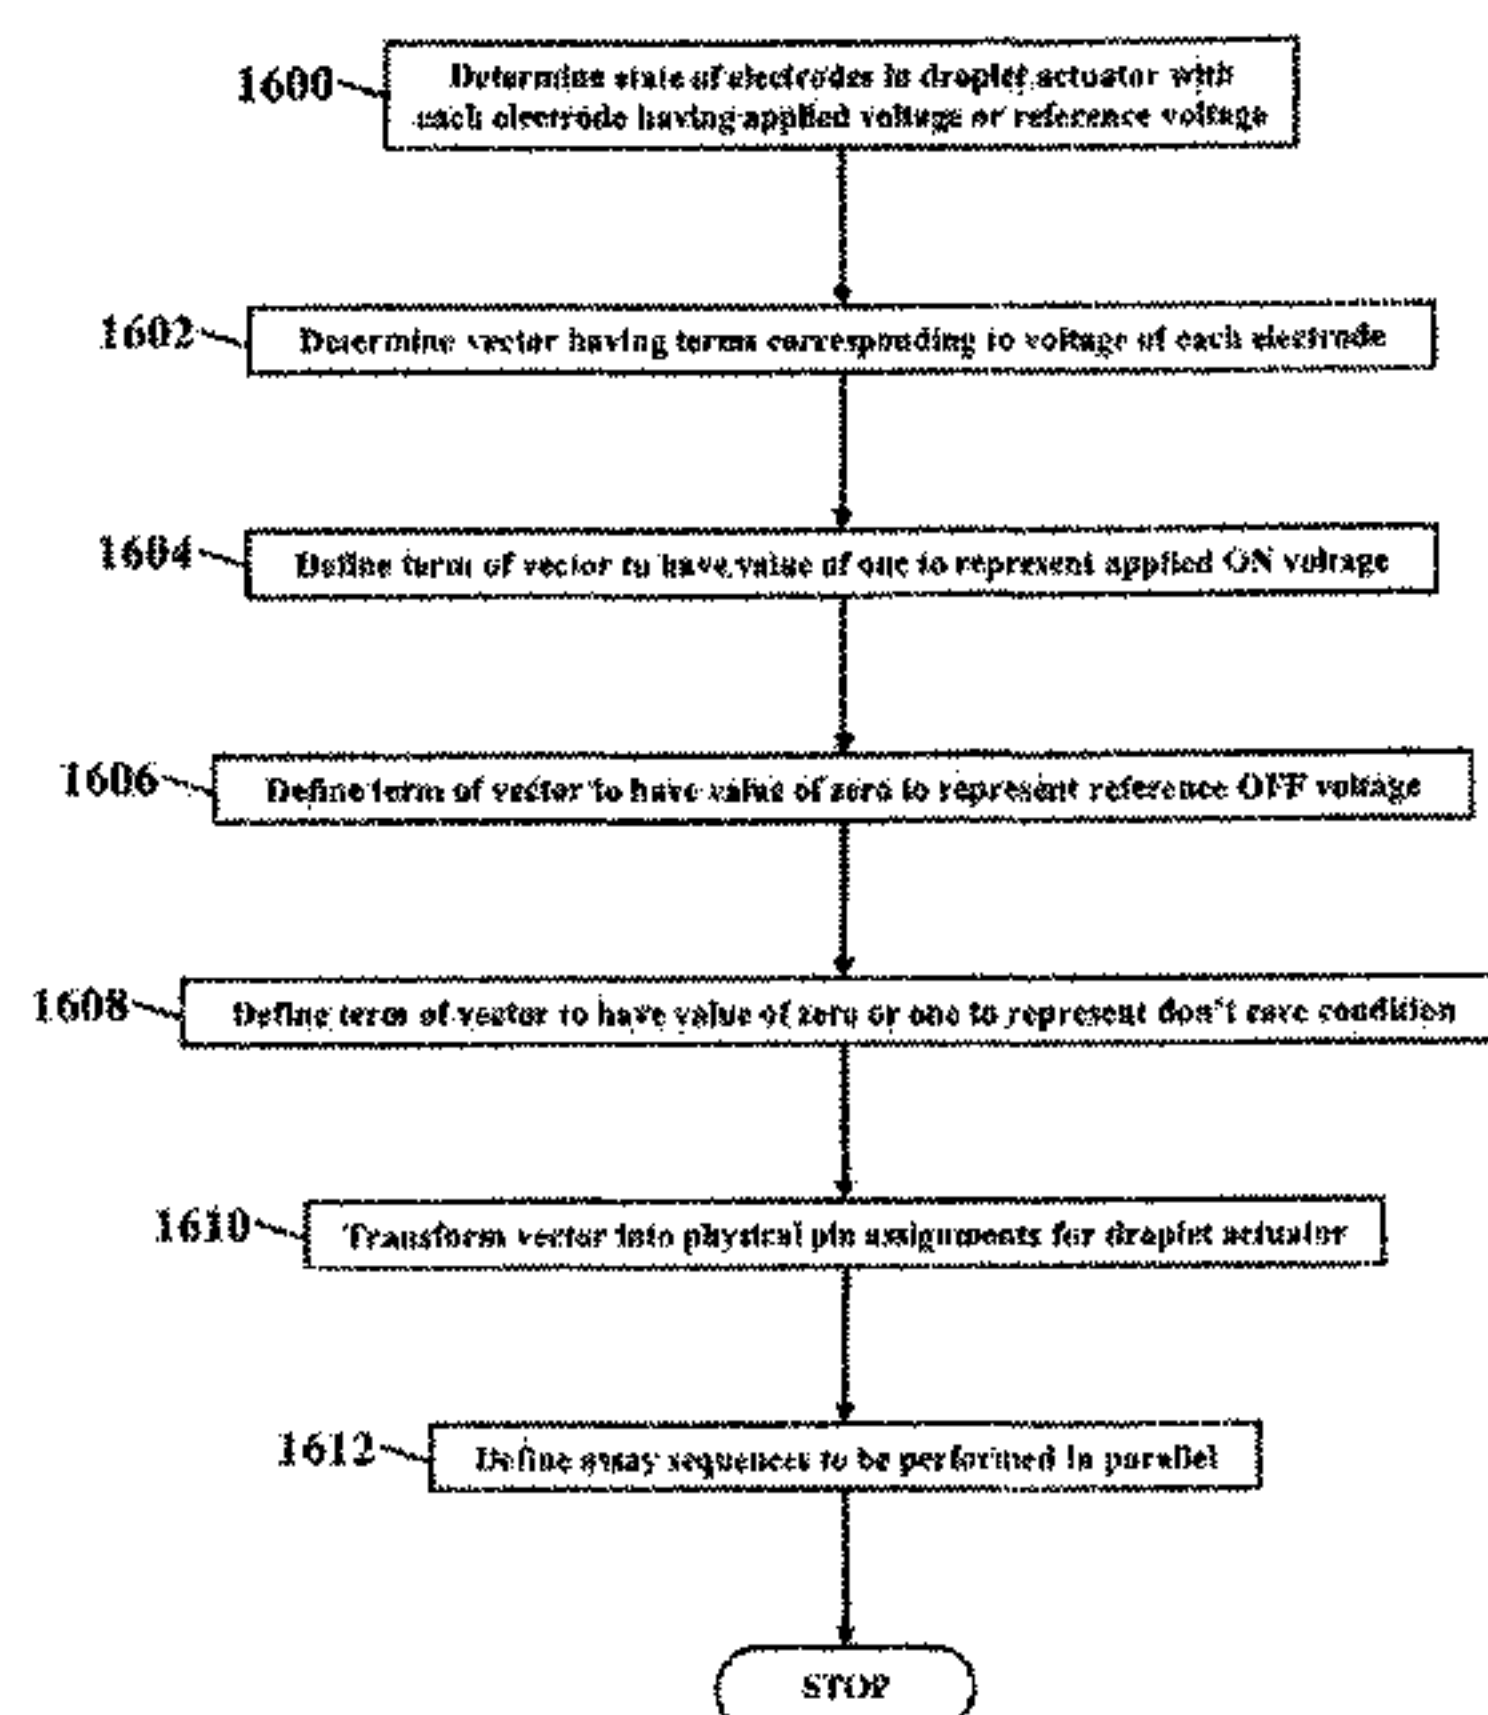 1600
Determine state of electrodes in droplet actuator with
each electrode having applied voltage or reference voltage
1602
Determine vector having terms corresponding to voltage of each electrode
1604
Define term of vector to have value of one to represent applied ON voltage
1606
Define term of vector to have value of zero to represent reference OFF voltage
1608
Define term of vector to have value of zero or one to represent don't care condition
1610
Transform vector into physical pin assignments for droplet actuator
1612
Define assay sequences to be performed in parallel
STOP